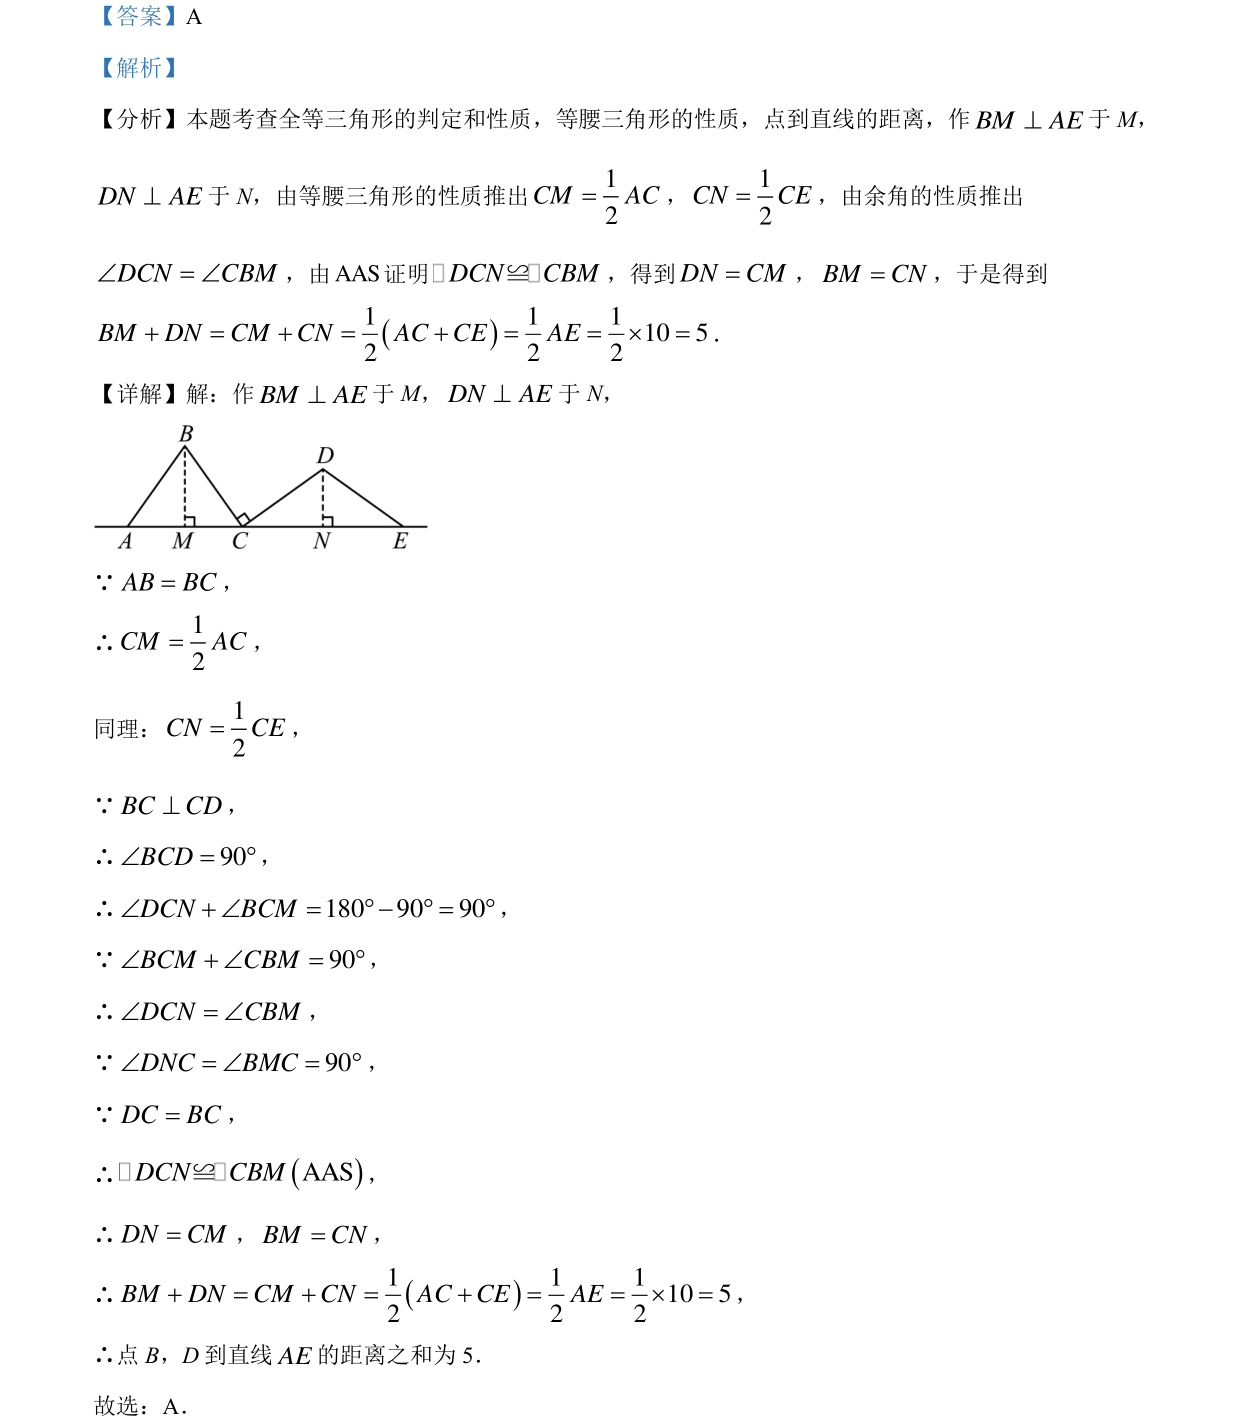 【答案】A
【解析】
【分析】本题考查全等三角形的判定和性质，等腰三角形的性质，点到直线的距离，作 BM ⊥ AE 于 M，
DN ⊥ AE 于 N，由等腰三角形的性质推出 CM = 1/2 AC ， CN = 1/2 CE ，由余角的性质推出
∠DCN = ∠CBM ，由 AAS 证明 □DCN≌□CBM ，得到 DN = CM ， BM = CN ，于是得到
BM + DN = CM + CN = 1/2 (AC + CE) = 1/2 AE = 1/2 ×10 = 5 .
【详解】解：作 BM ⊥ AE 于 M， DN ⊥ AE 于 N，
B
D
A M C N E
∵ AB = BC ，
∴ CM = 1/2 AC ，
同理： CN = 1/2 CE ，
∵ BC ⊥ CD ，
∴ ∠BCD = 90° ，
∴ ∠DCN + ∠BCM = 180° − 90° = 90° ，
∵ ∠BCM + ∠CBM = 90° ，
∴ ∠DCN = ∠CBM ，
∵ ∠DNC = ∠BMC = 90° ，
∵ DC = BC ，
∴ □DCN≌□CBM (AAS) ，
∴ DN = CM ， BM = CN ，
∴ BM + DN = CM + CN = 1/2 (AC + CE) = 1/2 AE = 1/2 ×10 = 5 ，
∴点 B，D 到直线 AE 的距离之和为 5．
故选：A．